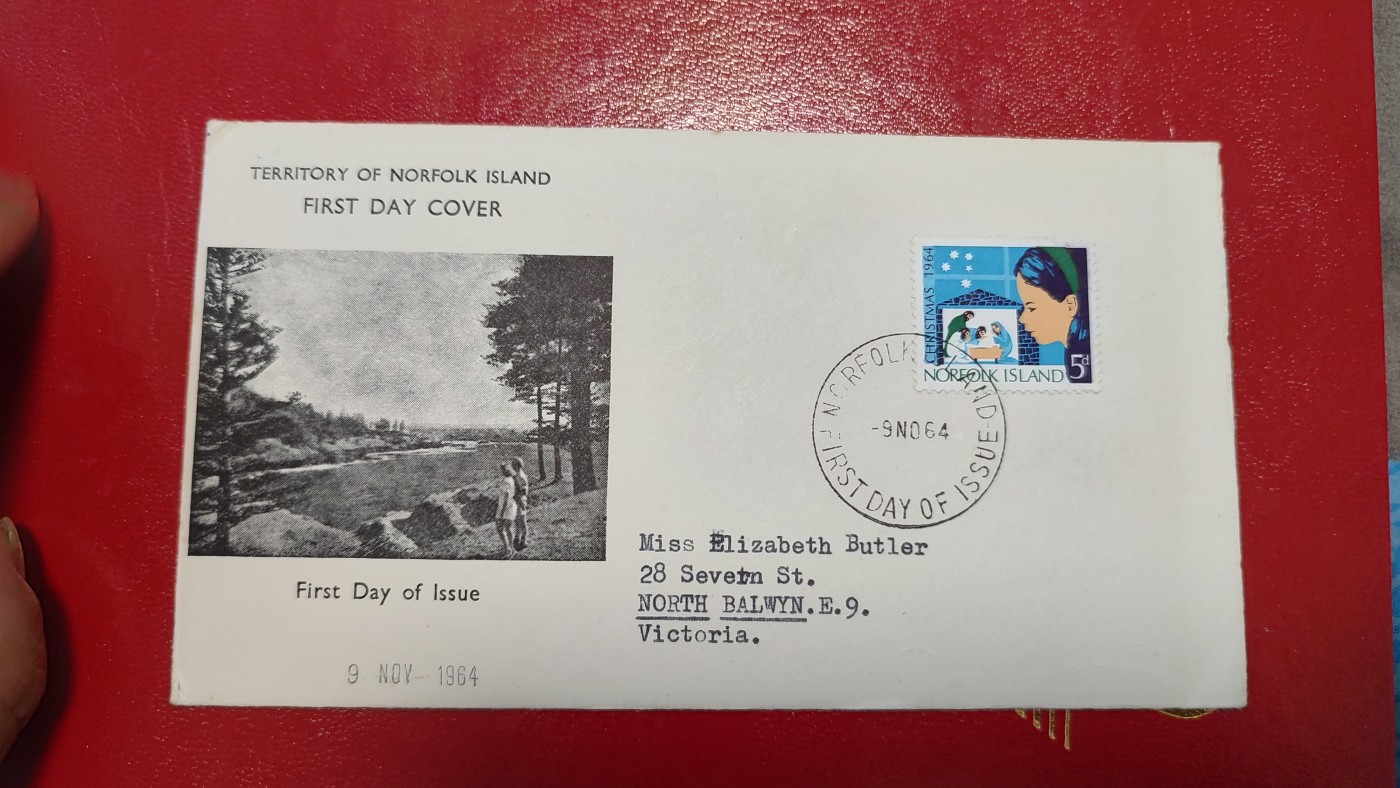 TERRITORY OF NORFOLK ISLAND
FIRST DAY COVER
CHRISTMAS 1964
NORFOLK ISLAND 5d
NORFOLK ISLAND
-9NO64
FIRST DAY OF ISSUE
Miss Elizabeth Butler
28 Severn St.
NORTH BALWYN.E.9.
Victoria.
First Day of Issue
9 NOV 1964